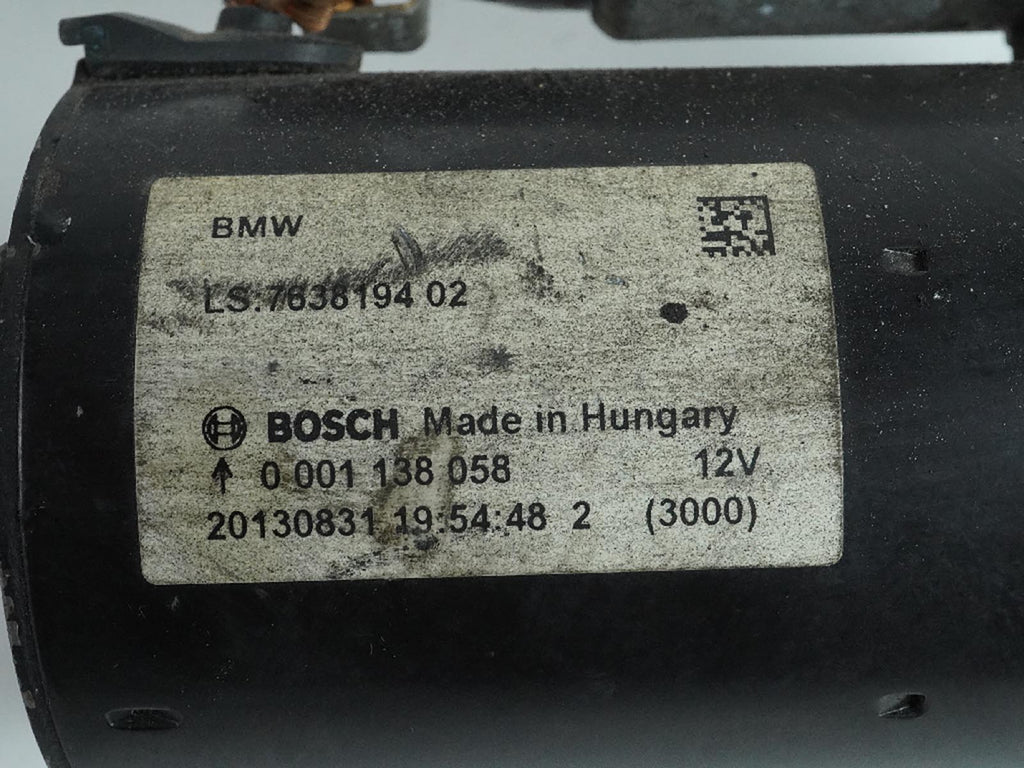 BMW
LS.7638194 02
BOSCH Made in Hungary
↑ 0 001 138 058 12V
20130831 19:54:48 2 (3000)